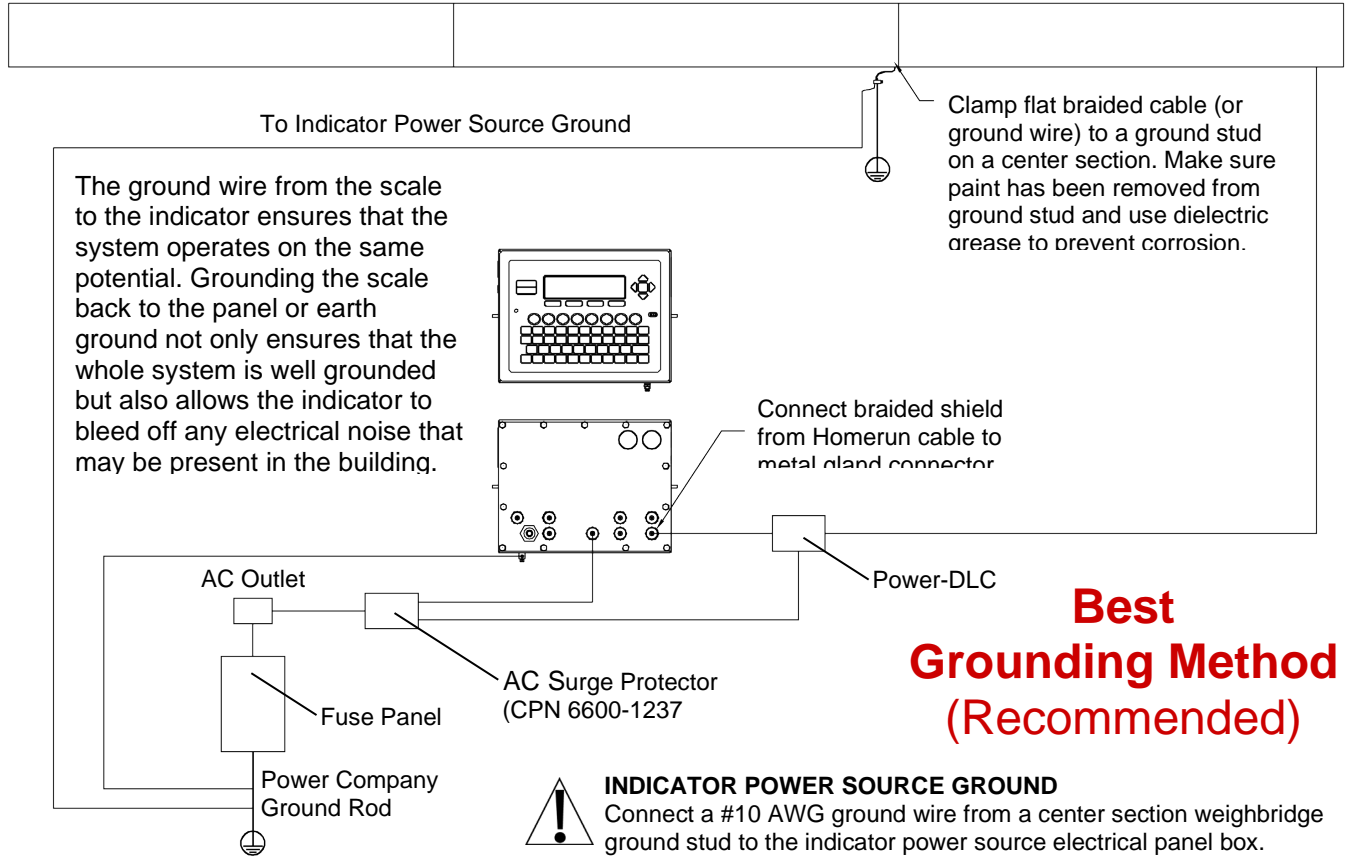 To Indicator Power Source Ground
Clamp flat braided cable (or
ground wire) to a ground stud
on a center section. Make sure
paint has been removed from
ground stud and use dielectric
grease to prevent corrosion.
The ground wire from the scale
to the indicator ensures that the
system operates on the same
potential. Grounding the scale
back to the panel or earth
ground not only ensures that the
whole system is well grounded
but also allows the indicator to
bleed off any electrical noise that
may be present in the building.
Connect braided shield
from Homerun cable to
metal gland connector
AC Outlet
Power-DLC
Best
Grounding Method
(Recommended)
AC Surge Protector
(CPN 6600-1237
Fuse Panel
Power Company
Ground Rod
INDICATOR POWER SOURCE GROUND
Connect a #10 AWG ground wire from a center section weighbridge
ground stud to the indicator power source electrical panel box.